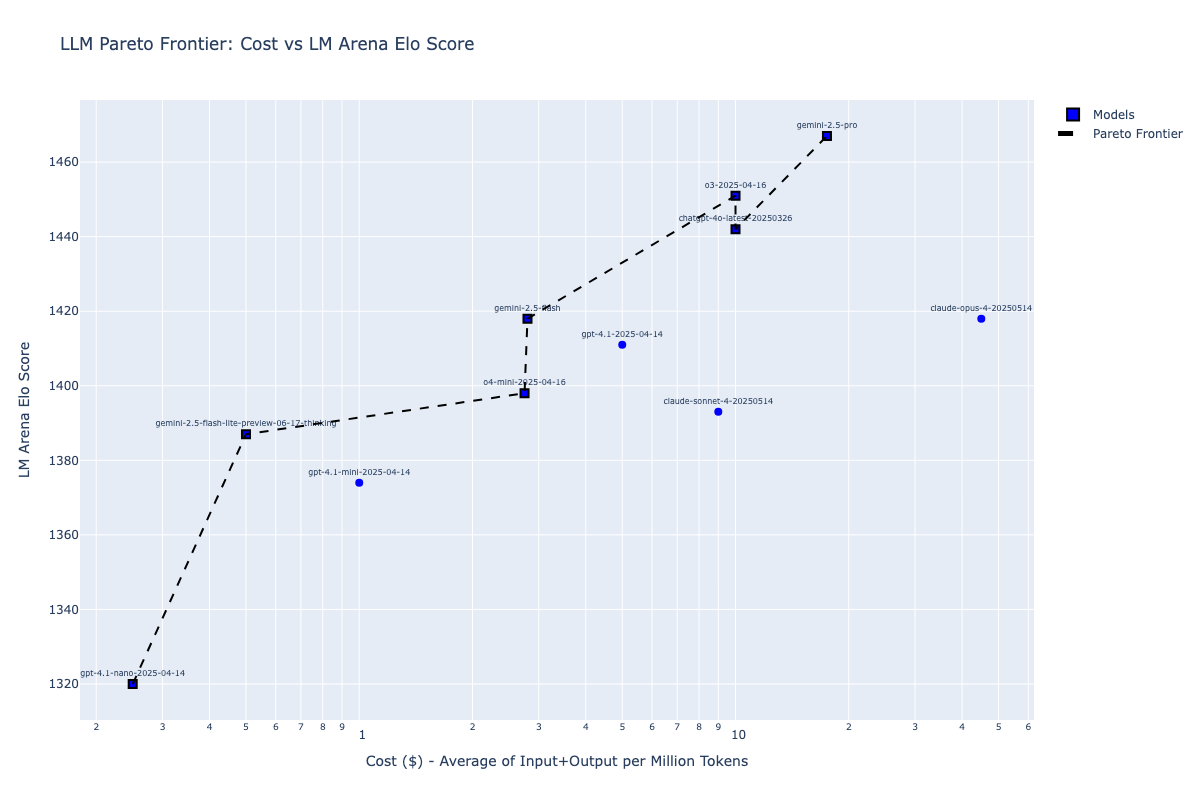 LLM Pareto Frontier: Cost vs LM Arena Elo Score
Models
Pareto Frontier
gemini-2.5-pro
1460
o3-2025-04-16
chatgpt-4o-latest-20250326
1440
gemini-2.5-flash
claude-opus-4-20250514
1420
gpt-4.1-2025-04-14
o4-mini-2025-04-16
1400
claude-sonnet-4-20250514
gemini-2.5-flash-lite-preview-06-17-thinking
1380
gpt-4.1-mini-2025-04-14
1360
1340
gpt-4.1-nano-2025-04-14
1320
LM Arena Elo Score
2 3 4 5 6 7 8 9 2 3 4 5 6 7 8 9 2 3 4 5 6
1 10
Cost ($) - Average of Input+Output per Million Tokens